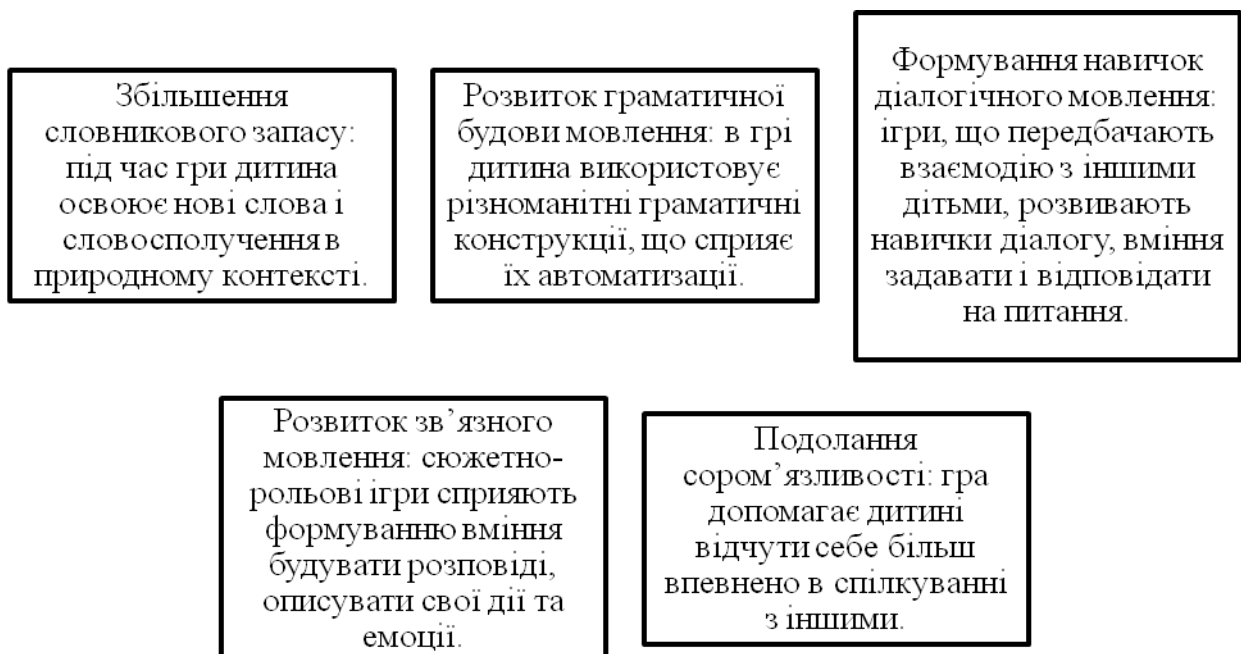 Збільшення
словникового запасу:
під час гри дитина
освоює нові слова і
словосполучення в
природному контексті.
Розвиток граматичної
будови мовлення: в грі
дитина використовує
різноманітні граматичні
конструкції, що сприяє
їх автоматизації.
Формування навичок
діалогічного мовлення:
ігри, що передбачають
взаємодію з іншими
дітьми, розвивають
навички діалогу, вміння
задавати і відповідати
на питання.
Розвиток зв’язного
мовлення: сюжетно-
рольові ігри сприяють
формуванню вміння
будувати розповіді,
описувати свої дії та
емоції.
Подолання
сором’язливості: гра
допомагає дитині
відчути себе більш
впевнено в спілкуванні
з іншими.